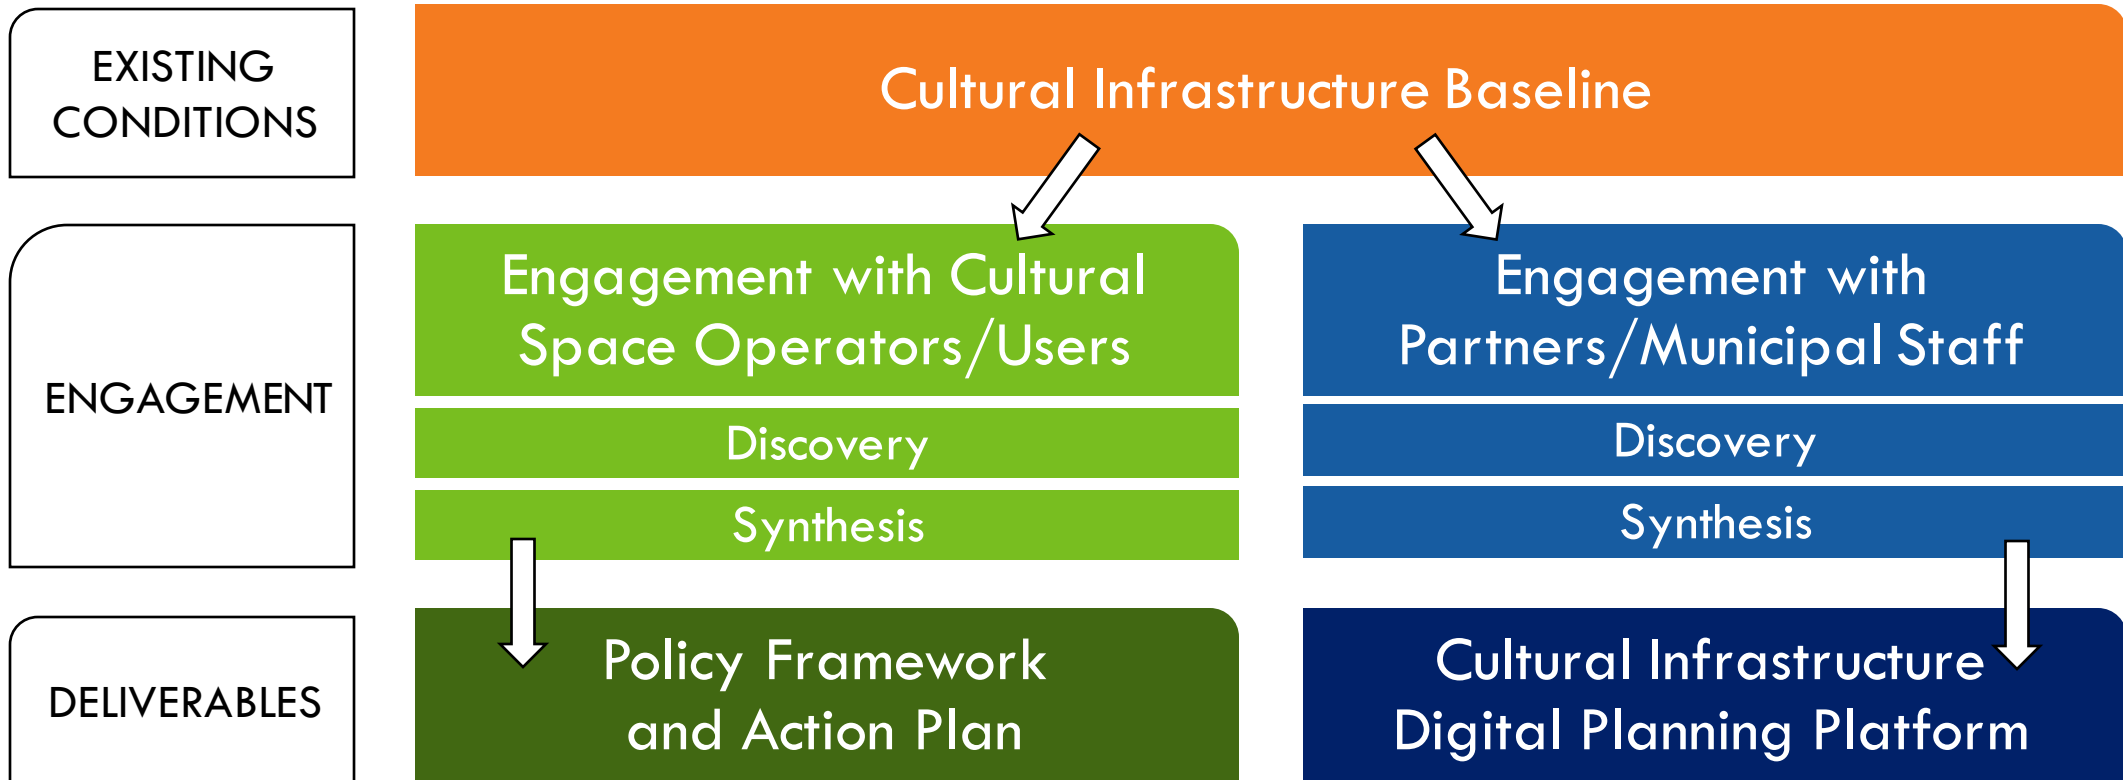 EXISTING
CONDITIONS
Cultural Infrastructure Baseline
ENGAGEMENT
Engagement with Cultural
Space Operators/Users
Discovery
Synthesis
Engagement with
Partners/Municipal Staff
Discovery
Synthesis
DELIVERABLES
Policy Framework
and Action Plan
Cultural Infrastructure
Digital Planning Platform